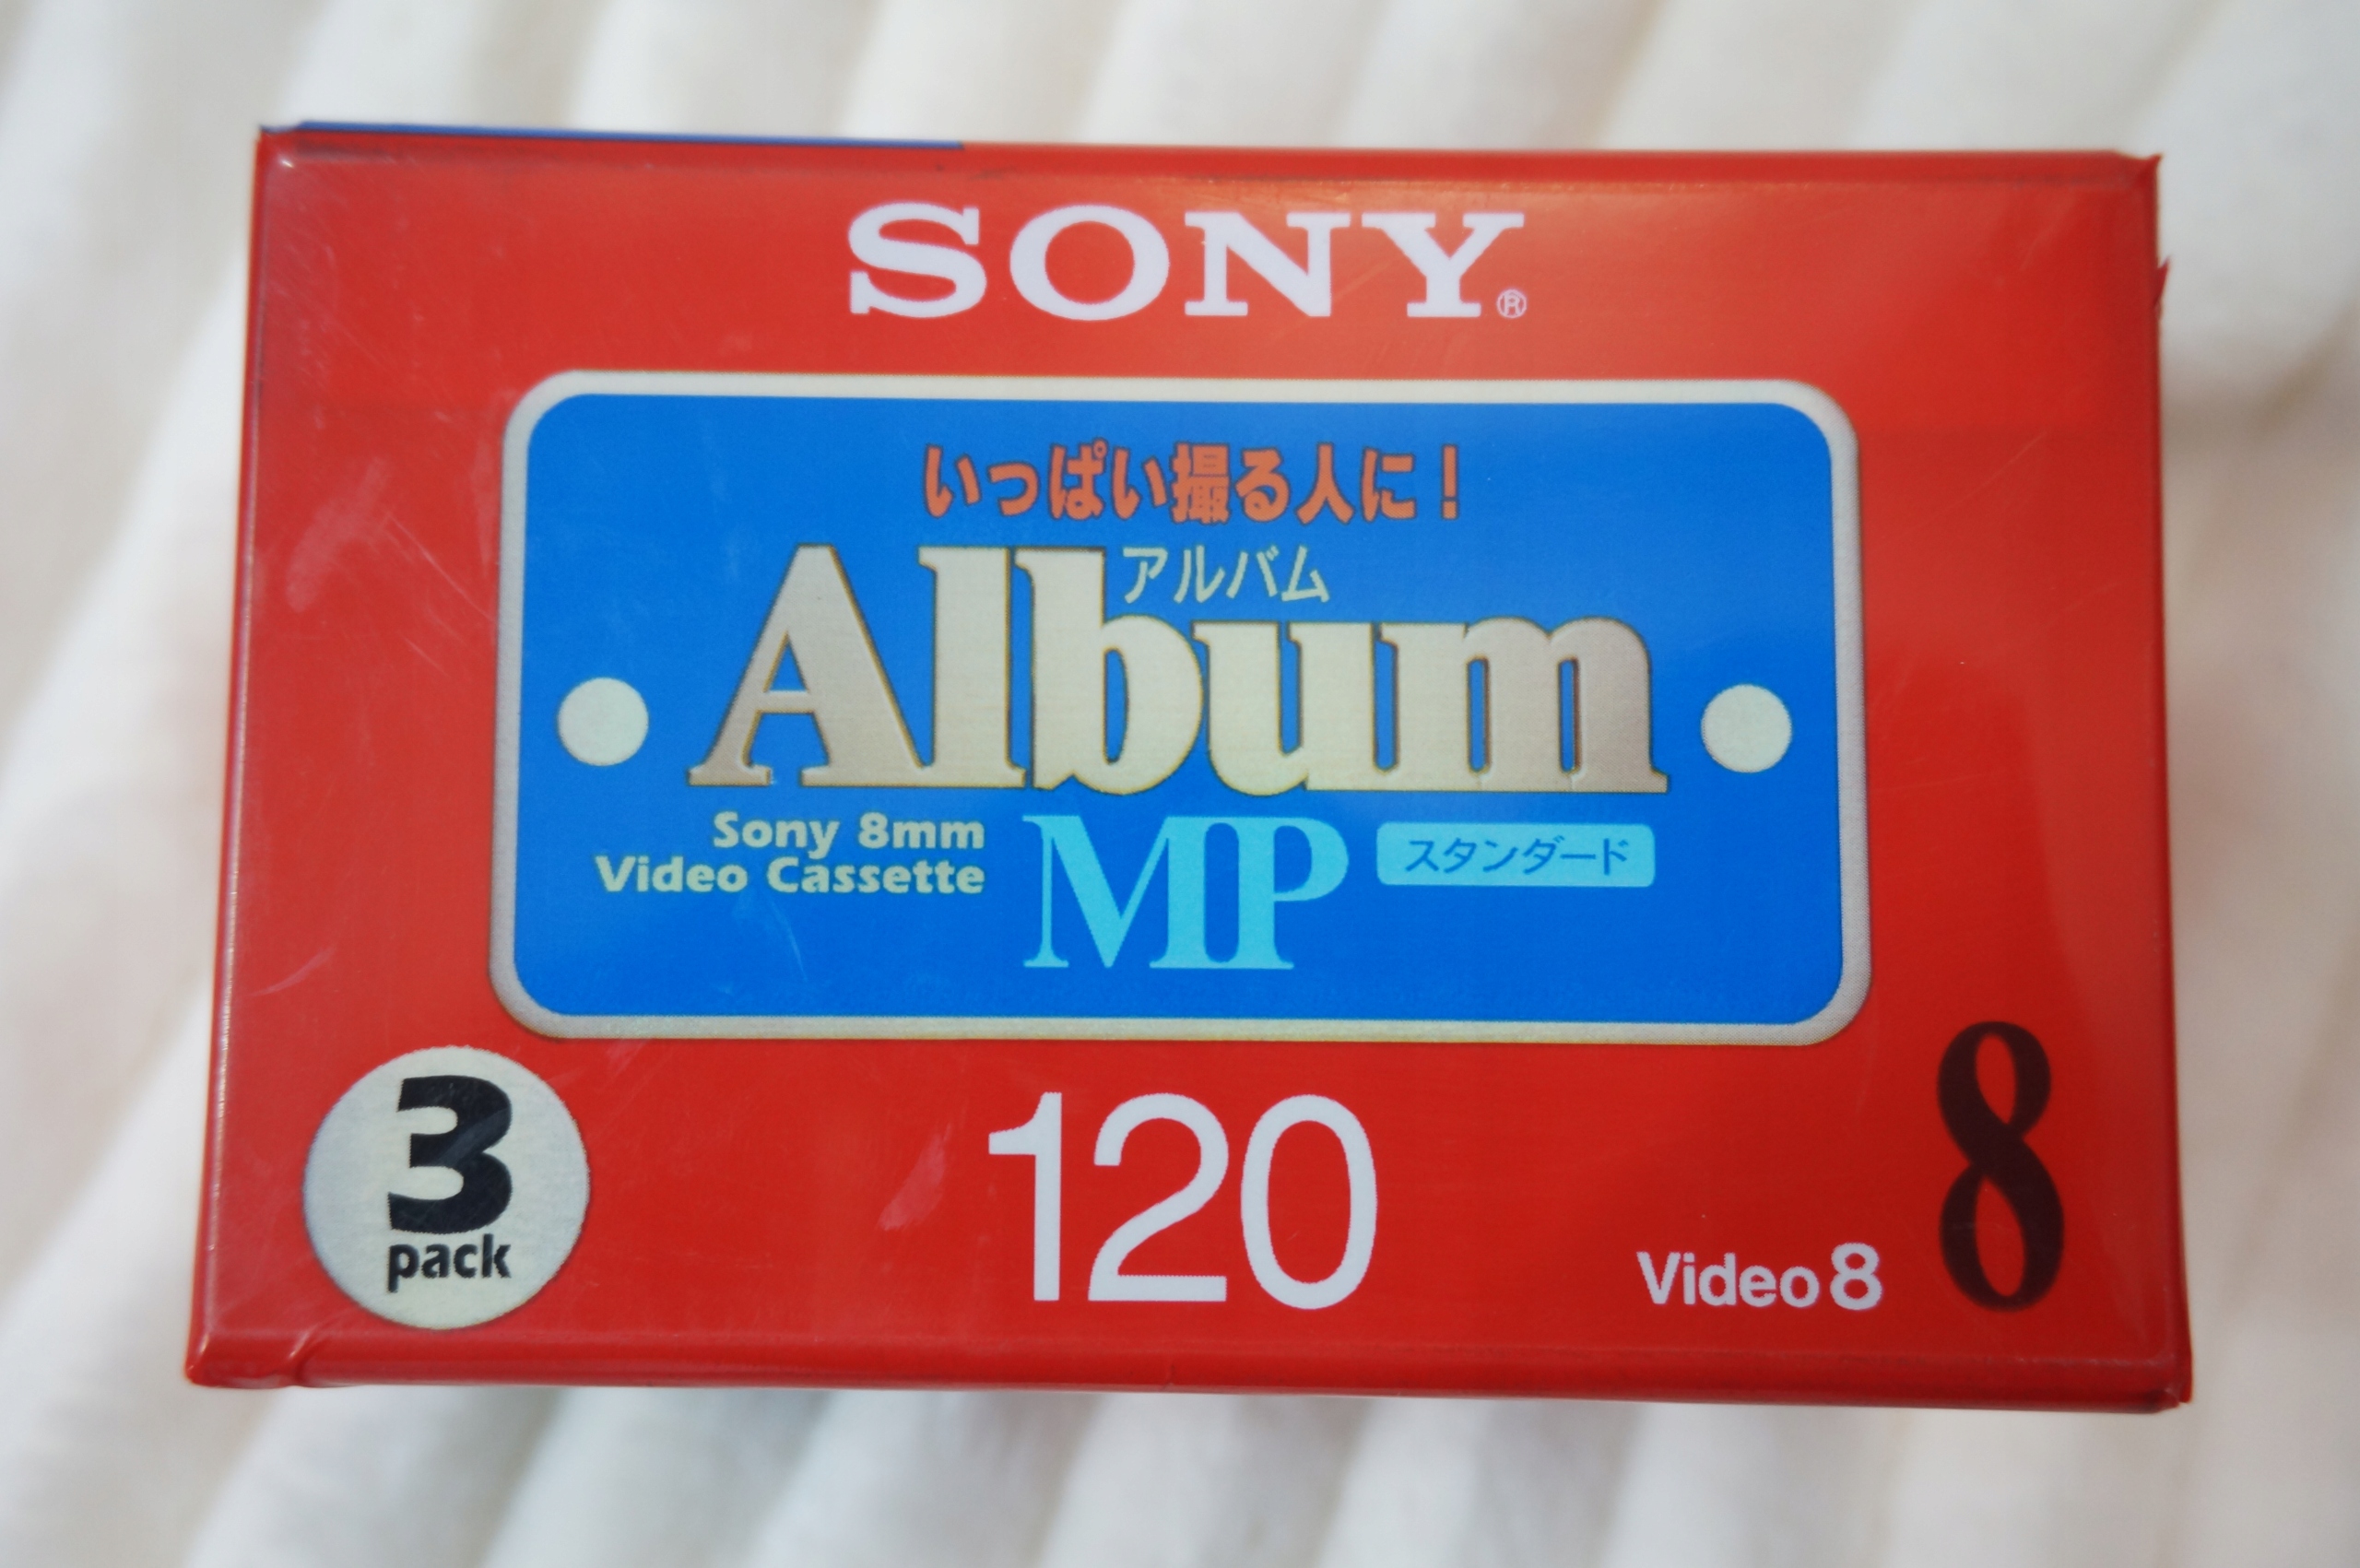 SONY®
いっぱい撮る人に!
アルバム
Album
Sony 8mm
Video Cassette
MP
スタンダード
3
pack
120
Video 8
8